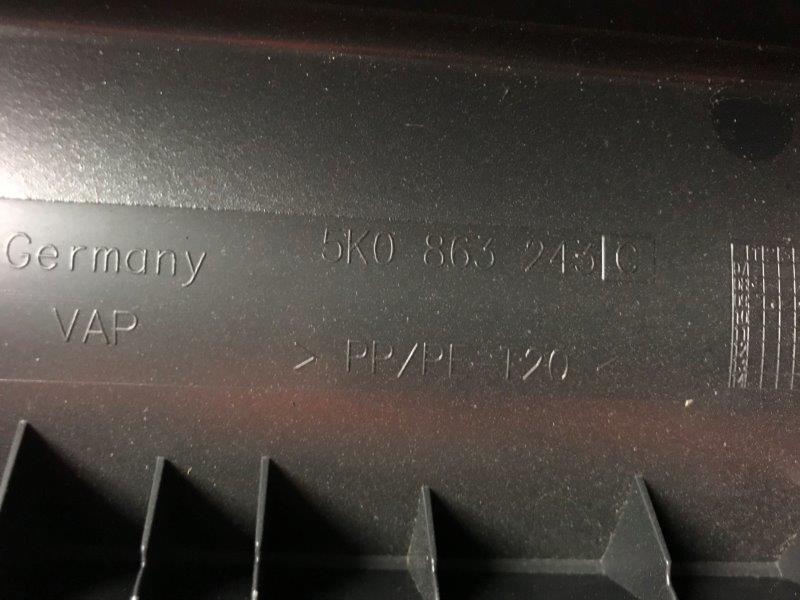 Germany
VAP
5K0 863 243 C
> PP/PE-T20 <